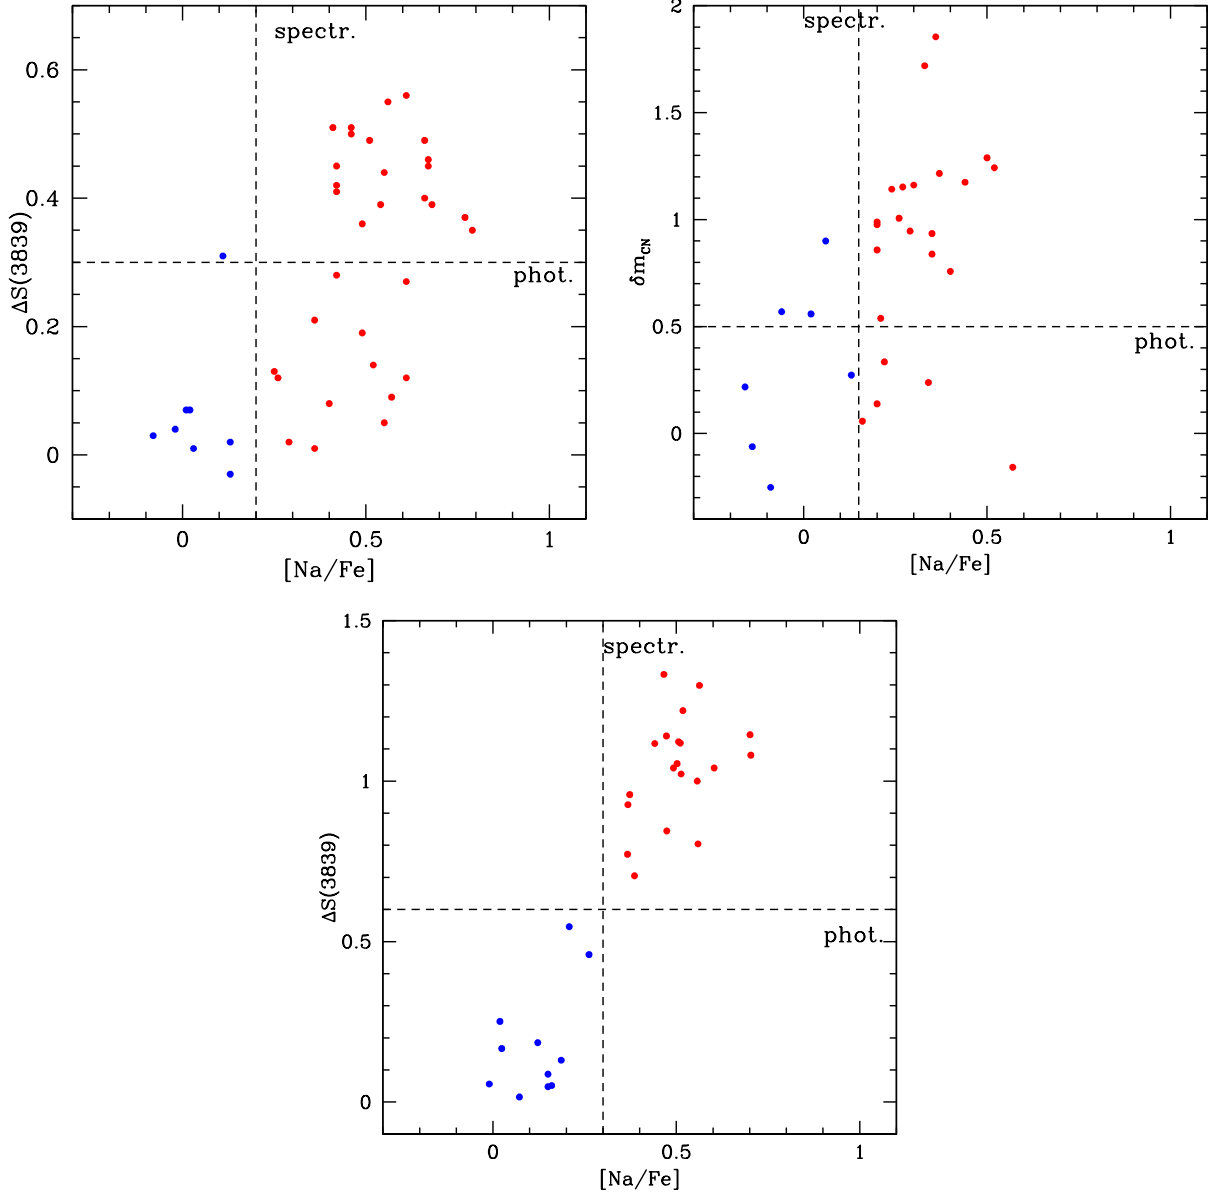 spectr.
0.6
0.4
0.2
0
ΔS(3839)
phot.
0 0.5 1
[Na/Fe]
2
spectr.
1.5
1
0.5
0
δmCN
phot.
0 0.5 1
[Na/Fe]
1.5
spectr.
1
0.5
0
ΔS(3839)
phot.
0 0.5 1
[Na/Fe]